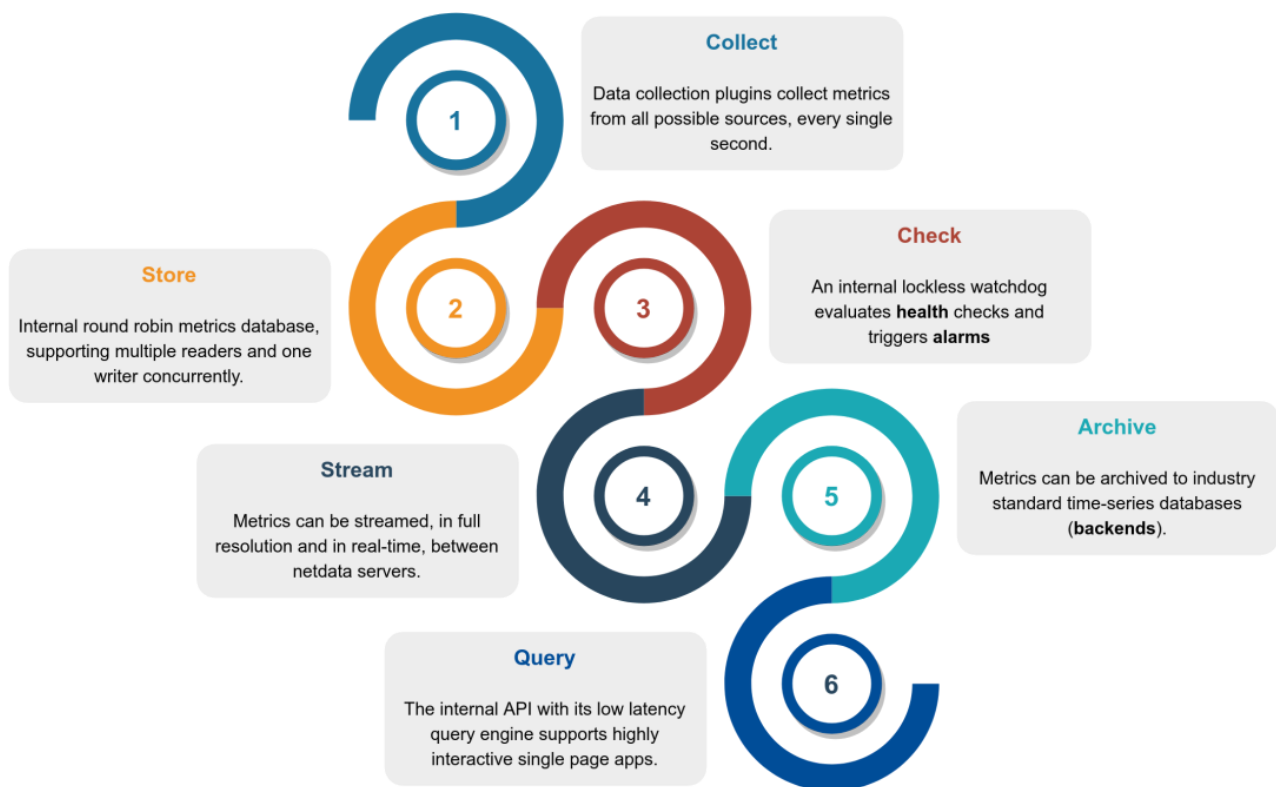 1
Collect
Data collection plugins collect metrics
from all possible sources, every single
second.
Store
Internal round robin metrics database,
supporting multiple readers and one
writer concurrently.
2
3
Check
An internal lockless watchdog
evaluates health checks and
triggers alarms
Stream
Metrics can be streamed, in full
resolution and in real-time, between
netdata servers.
4
5
Archive
Metrics can be archived to industry
standard time-series databases
(backends).
Query
The internal API with its low latency
query engine supports highly
interactive single page apps.
6